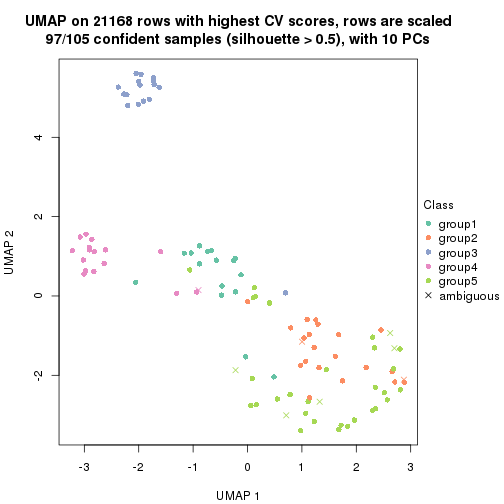 UMAP on 21168 rows with highest CV scores, rows are scaled
97/105 confident samples (silhouette > 0.5), with 10 PCs
4
2
0
-2
UMAP 2
-3
-2
-1
0
1
2
3
UMAP 1
Class
group1
group2
group3
group4
group5
ambiguous